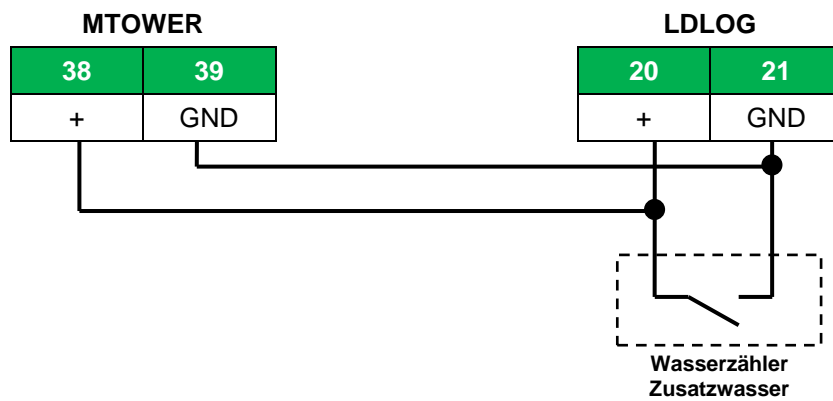 MTOWER LDLOG
38 39 20 21
+ GND + GND
Wasserzähler
Zusatzwasser